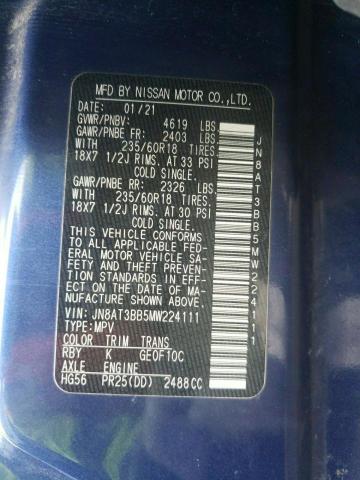 MFD BY NISSAN MOTOR CO.,LTD.
DATE: 01/21
GVWR/PNBV: 4619 LBS.
GAWR/PNBE FR: 2403 LBS.
WITH 235/60R18 TIRES
18X7 1/2J RIMS. AT 33 PSI
COLD SINGLE.
GAWR/PNBE RR: 2326 LBS.
WITH 235/60R18 TIRES.
18X7 1/2J RIMS. AT 30 PSI
COLD SINGLE.
THIS VEHICLE CONFORMS
TO ALL APPLICABLE FED-
ERAL MOTOR VEHICLE SAF-
ETY AND THEFT PREVEN-
TION STANDARDS IN EFF-
ECT ON THE DATE OF MA-
NUFACTURE SHOWN ABOVE.
VIN: JN8AT3BB5MW224111
TYPE:MPV
COLOR TRIM TRANS
RBY K GE0F10C
AXLE ENGINE
HG56 PR25(DD) 2488CC
JN8AT3BB5MW224111